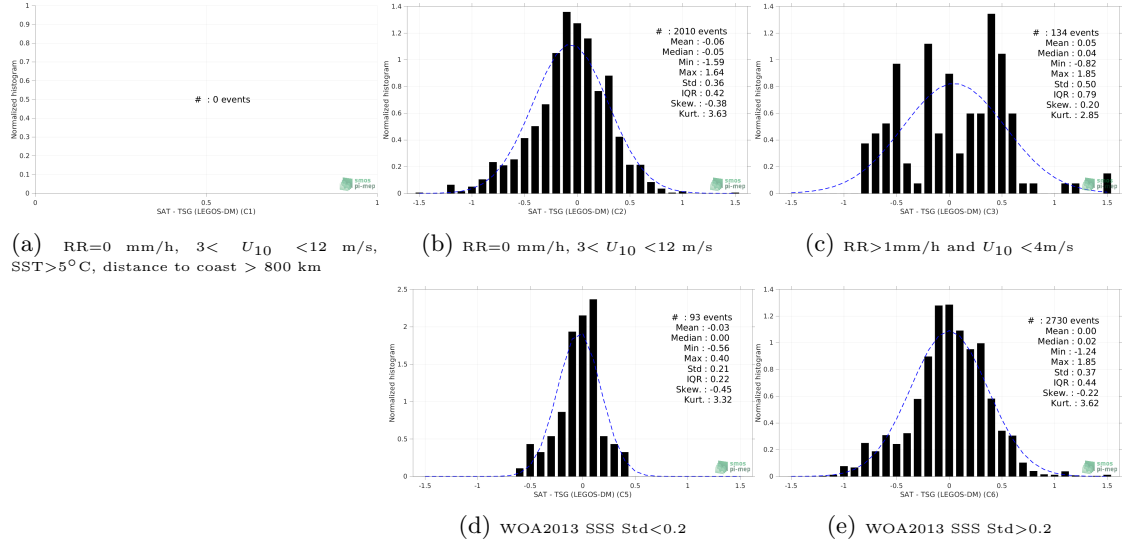 Normalized histogram
1
0.9
0.8
0.7
0.6
0.5
0.4
0.3
0.2
0.1
0
# : 0 events
smos
pi-mep
0 0.5 1
SAT - TSG (LEGOS-DM) (C1)
(a) RR=0 mm/h, 3< U10 <12 m/s,
SST>5°C, distance to coast > 800 km
Normalized histogram
1.4
1.2
1
0.8
0.6
0.4
0.2
0
# : 2010 events
Mean : -0.06
Median : -0.05
Min : -1.59
Max : 1.64
Std : 0.36
IQR : 0.42
Skew. : -0.38
Kurt. : 3.63
smos
pi-mep
-1.5 -1 -0.5 0 0.5 1 1.5
SAT - TSG (LEGOS-DM) (C2)
(b) RR=0 mm/h, 3< U10 <12 m/s
Normalized histogram
1.4
1.2
1
0.8
0.6
0.4
0.2
0
# : 134 events
Mean : 0.05
Median : 0.04
Min : -0.82
Max : 1.85
Std : 0.50
IQR : 0.79
Skew. : 0.20
Kurt. : 2.85
smos
pi-mep
-1.5 -1 -0.5 0 0.5 1 1.5
SAT - TSG (LEGOS-DM) (C3)
(c) RR>1mm/h and U10 <4m/s
Normalized histogram
2.5
2
1.5
1
0.5
0
# : 93 events
Mean : -0.03
Median : 0.00
Min : -0.56
Max : 0.40
Std : 0.21
IQR : 0.22
Skew. : -0.45
Kurt. : 3.32
smos
pi-mep
-1.5 -1 -0.5 0 0.5 1 1.5
SAT - TSG (LEGOS-DM) (C5)
(d) WOA2013 SSS Std<0.2
Normalized histogram
1.4
1.2
1
0.8
0.6
0.4
0.2
0
# : 2730 events
Mean : 0.00
Median : 0.02
Min : -1.24
Max : 1.85
Std : 0.37
IQR : 0.44
Skew. : -0.22
Kurt. : 3.62
smos
pi-mep
-1.5 -1 -0.5 0 0.5 1 1.5
SAT - TSG (LEGOS-DM) (C6)
(e) WOA2013 SSS Std>0.2